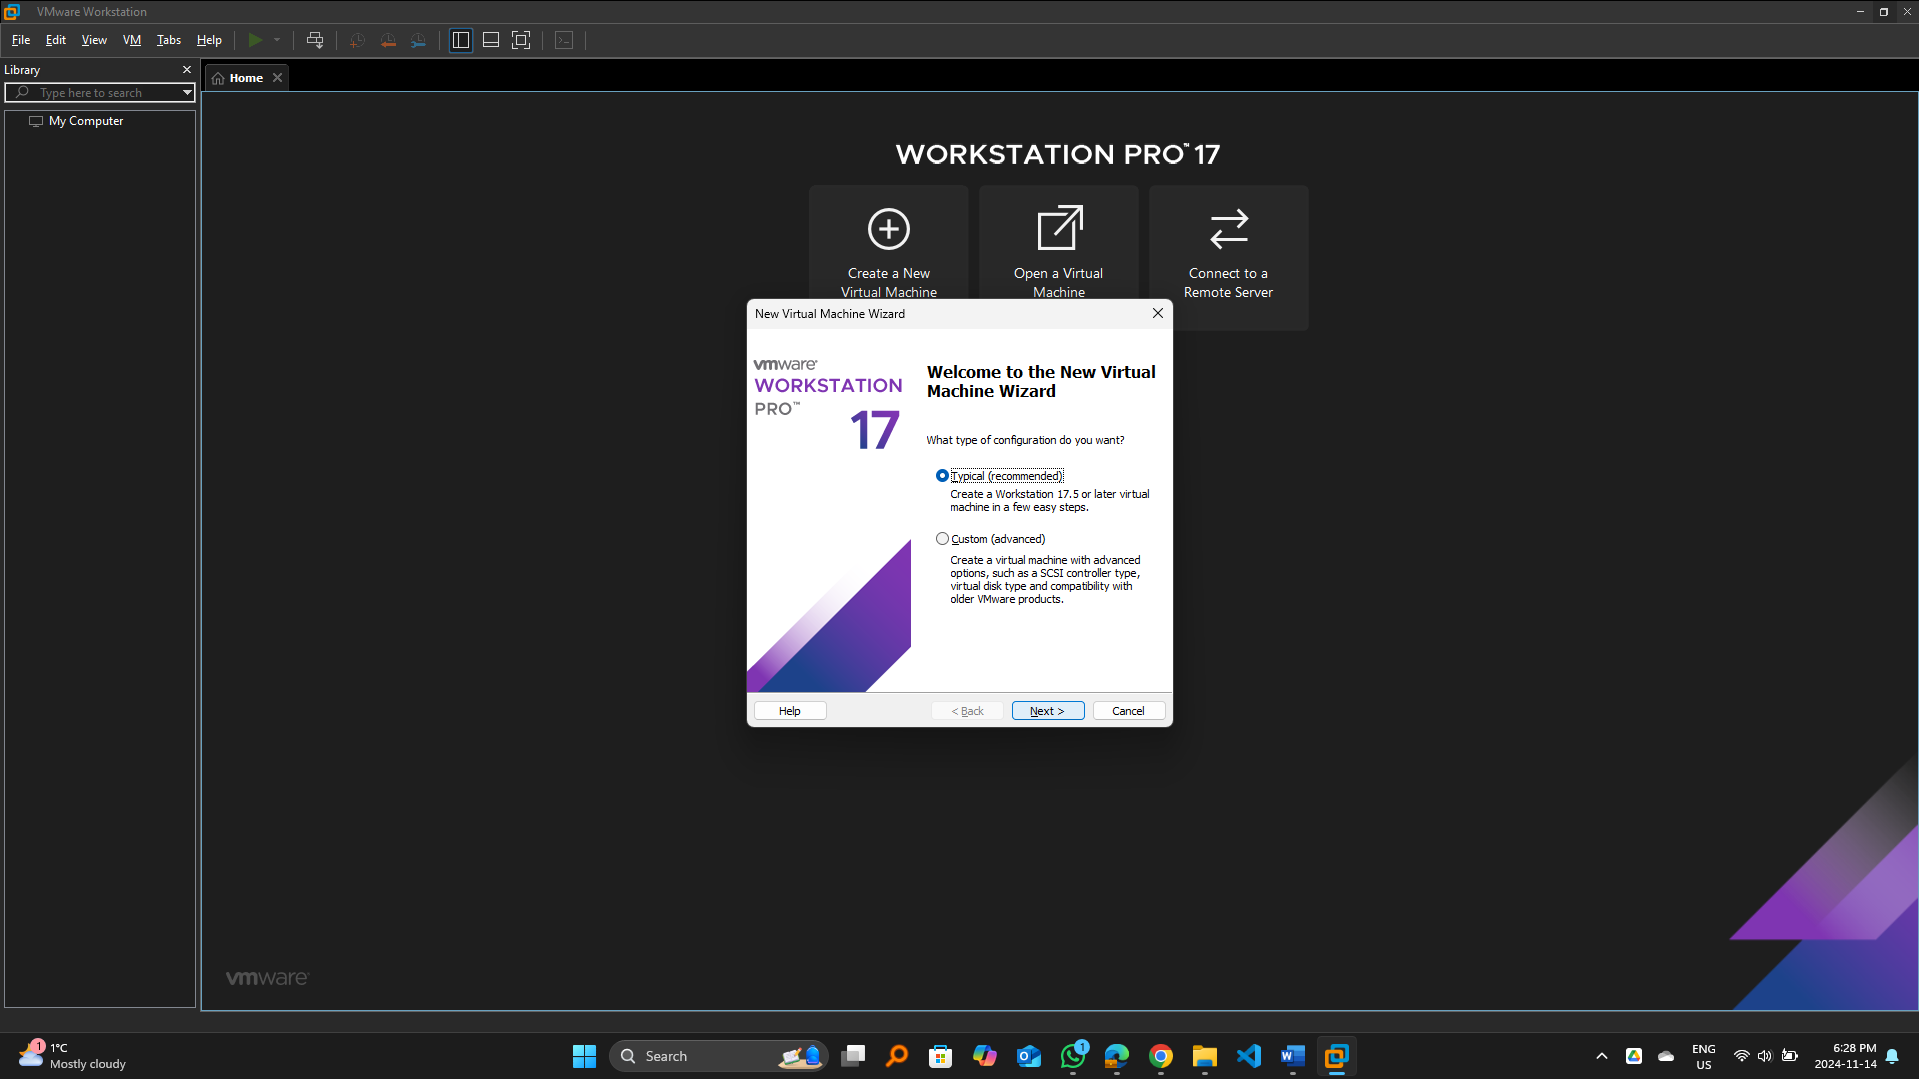 VMware Workstation
File Edit View VM Tabs Help
Library
Type here to search
My Computer
Home
WORKSTATION PRO™ 17
Create a New
Virtual Machine
Open a Virtual
Machine
Connect to a
Remote Server
New Virtual Machine Wizard
vmware®
WORKSTATION
PRO™
17
Welcome to the New Virtual
Machine Wizard
What type of configuration do you want?
Typical (recommended)
Create a Workstation 17.5 or later virtual
machine in a few easy steps.
Custom (advanced)
Create a virtual machine with advanced
options, such as a SCSI controller type,
virtual disk type and compatibility with
older VMware products.
Help
< Back
Next >
Cancel
vmware®
1
1°C
Mostly cloudy
Search
1
W
ENG
US
6:28 PM
2024-11-14